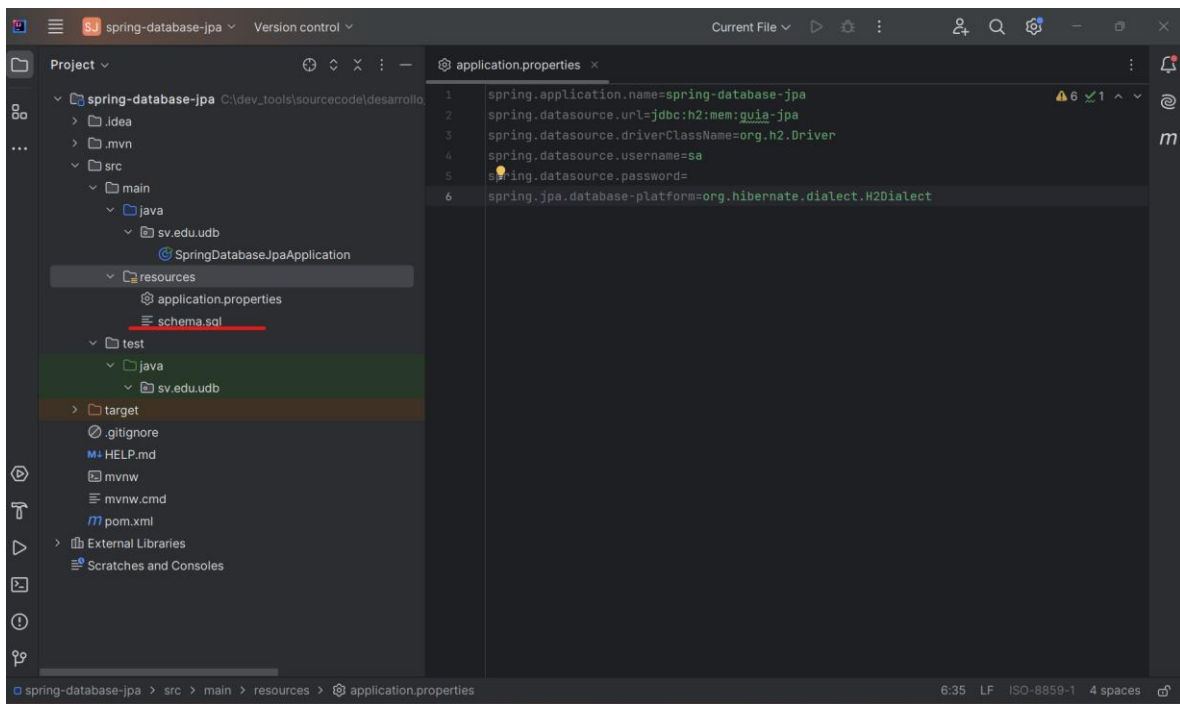 SJ spring-database-jpa Version control Current File
Project
spring-database-jpa C:\dev_tools\sourcecode\desarrollo
.idea
.mvn
src
main
java
sv.edu.udb
SpringDatabaseJpaApplication
resources
application.properties
schema.sql
test
java
sv.edu.udb
target
.gitignore
M↓ HELP.md
mvnw
mvnw.cmd
m pom.xml
External Libraries
Scratches and Consoles
application.properties
6 1
1 spring.application.name=spring-database-jpa
2 spring.datasource.url=jdbc:h2:mem:guia-jpa
3 spring.datasource.driverClassName=org.h2.Driver
4 spring.datasource.username=sa
5 spring.datasource.password=
6 spring.jpa.database-platform=org.hibernate.dialect.H2Dialect
m
spring-database-jpa > src > main > resources > application.properties 6:35 LF ISO-8859-1 4 spaces